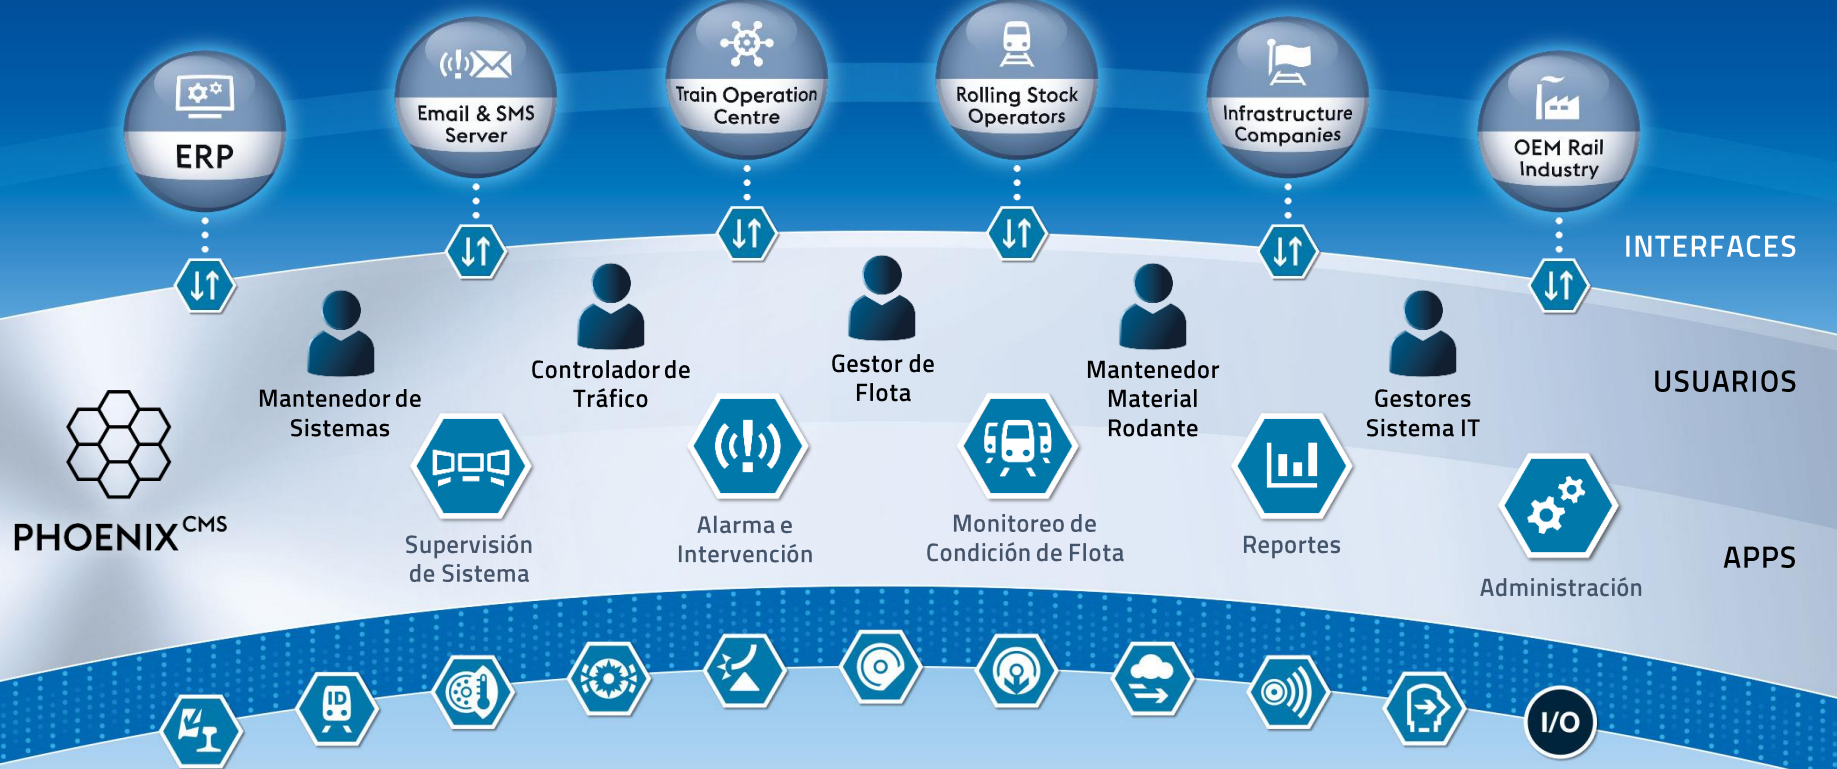 ERP
Email & SMS
Server
Train Operation
Centre
Rolling Stock
Operators
Infrastructure
Companies
OEM Rail
Industry
INTERFACES
Mantenedor de
Sistemas
Controlador de
Tráfico
Gestor de
Flota
Mantenedor
Material
Rodante
Gestores
Sistema IT
USUARIOS
PHOENIX CMS
Supervisión
de Sistema
Alarma e
Intervención
Monitoreo de
Condición de Flota
Reportes
Administración
APPS
ID
I/O